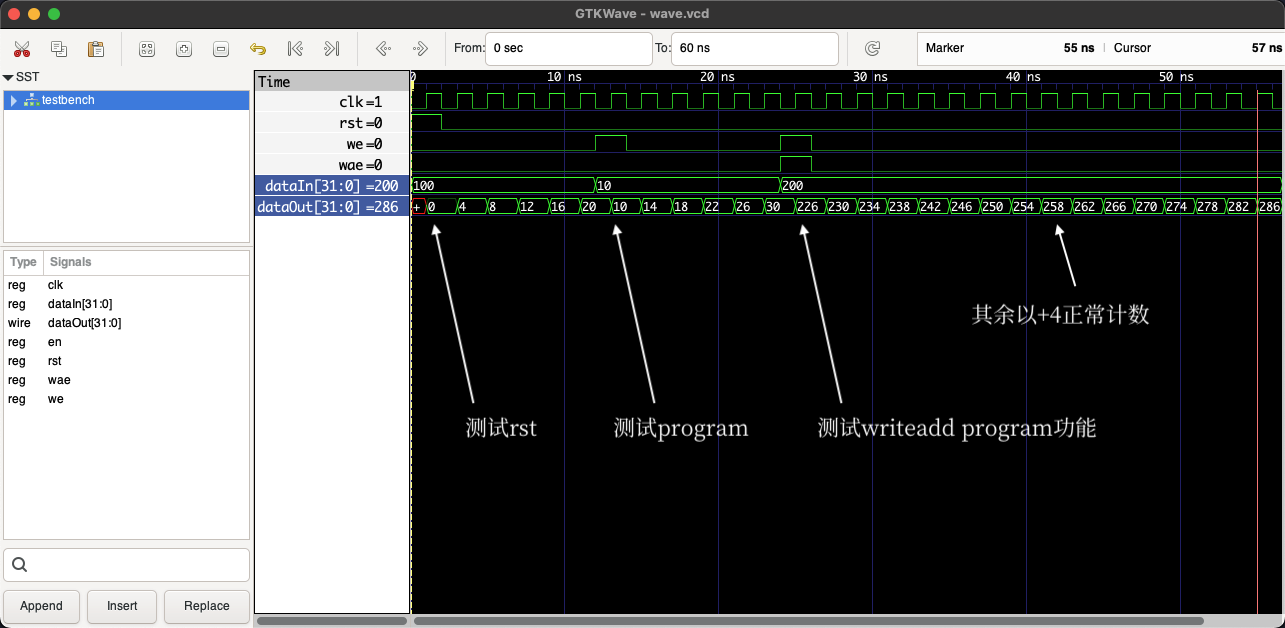 GTKWave - wave.vcd
From: 0 sec To: 60 ns Marker 55 ns | Cursor 57 ns
SST
testbench
Type Signals
reg clk
reg dataIn[31:0]
wire dataOut[31:0]
reg en
reg rst
reg wae
reg we
Append Insert Replace
Time
0 10 ns 20 ns 30 ns 40 ns 50 ns
clk=1
rst=0
we=0
wae=0
dataIn[31:0]=200 100 10 200
dataOut[31:0]=286 + 0 4 8 12 16 20 10 14 18 22 26 30 226 230 234 238 242 246 250 254 258 262 266 270 274 278 282 286
其余以+4正常计数
测试rst
测试program
测试writeadd program功能